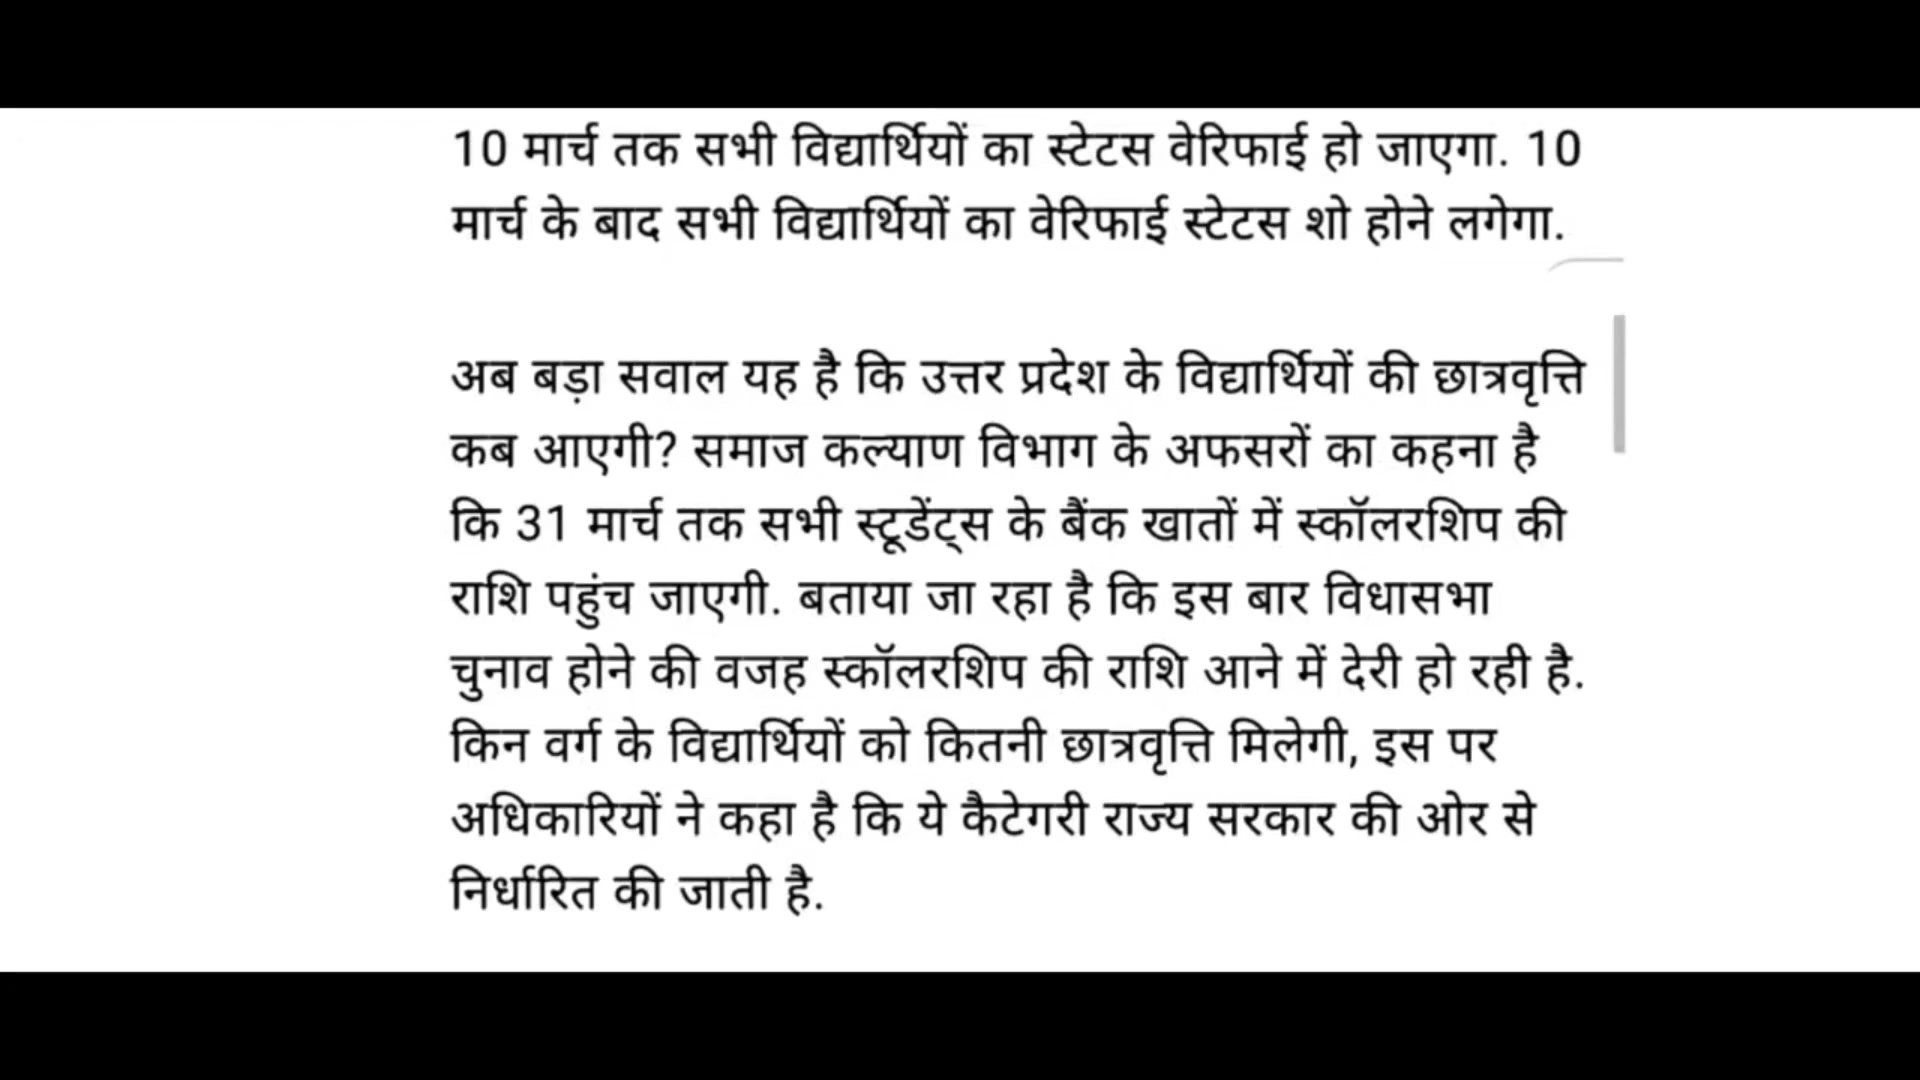 10 मार्च तक सभी विद्यार्थियों का स्टेटस वेरिफाई हो जाएगा. 10
मार्च के बाद सभी विद्यार्थियों का वेरिफाई स्टेटस शो होने लगेगा.
अब बड़ा सवाल यह है कि उत्तर प्रदेश के विद्यार्थियों की छात्रवृत्ति
कब आएगी? समाज कल्याण विभाग के अफसरों का कहना है
कि 31 मार्च तक सभी स्टूडेंट्स के बैंक खातों में स्कॉलरशिप की
राशि पहुंच जाएगी. बताया जा रहा है कि इस बार विधासभा
चुनाव होने की वजह स्कॉलरशिप की राशि आने में देरी हो रही है.
किन वर्ग के विद्यार्थियों को कितनी छात्रवृत्ति मिलेगी, इस पर
अधिकारियों ने कहा है कि ये कैटेगरी राज्य सरकार की ओर से
निर्धारित की जाती है.